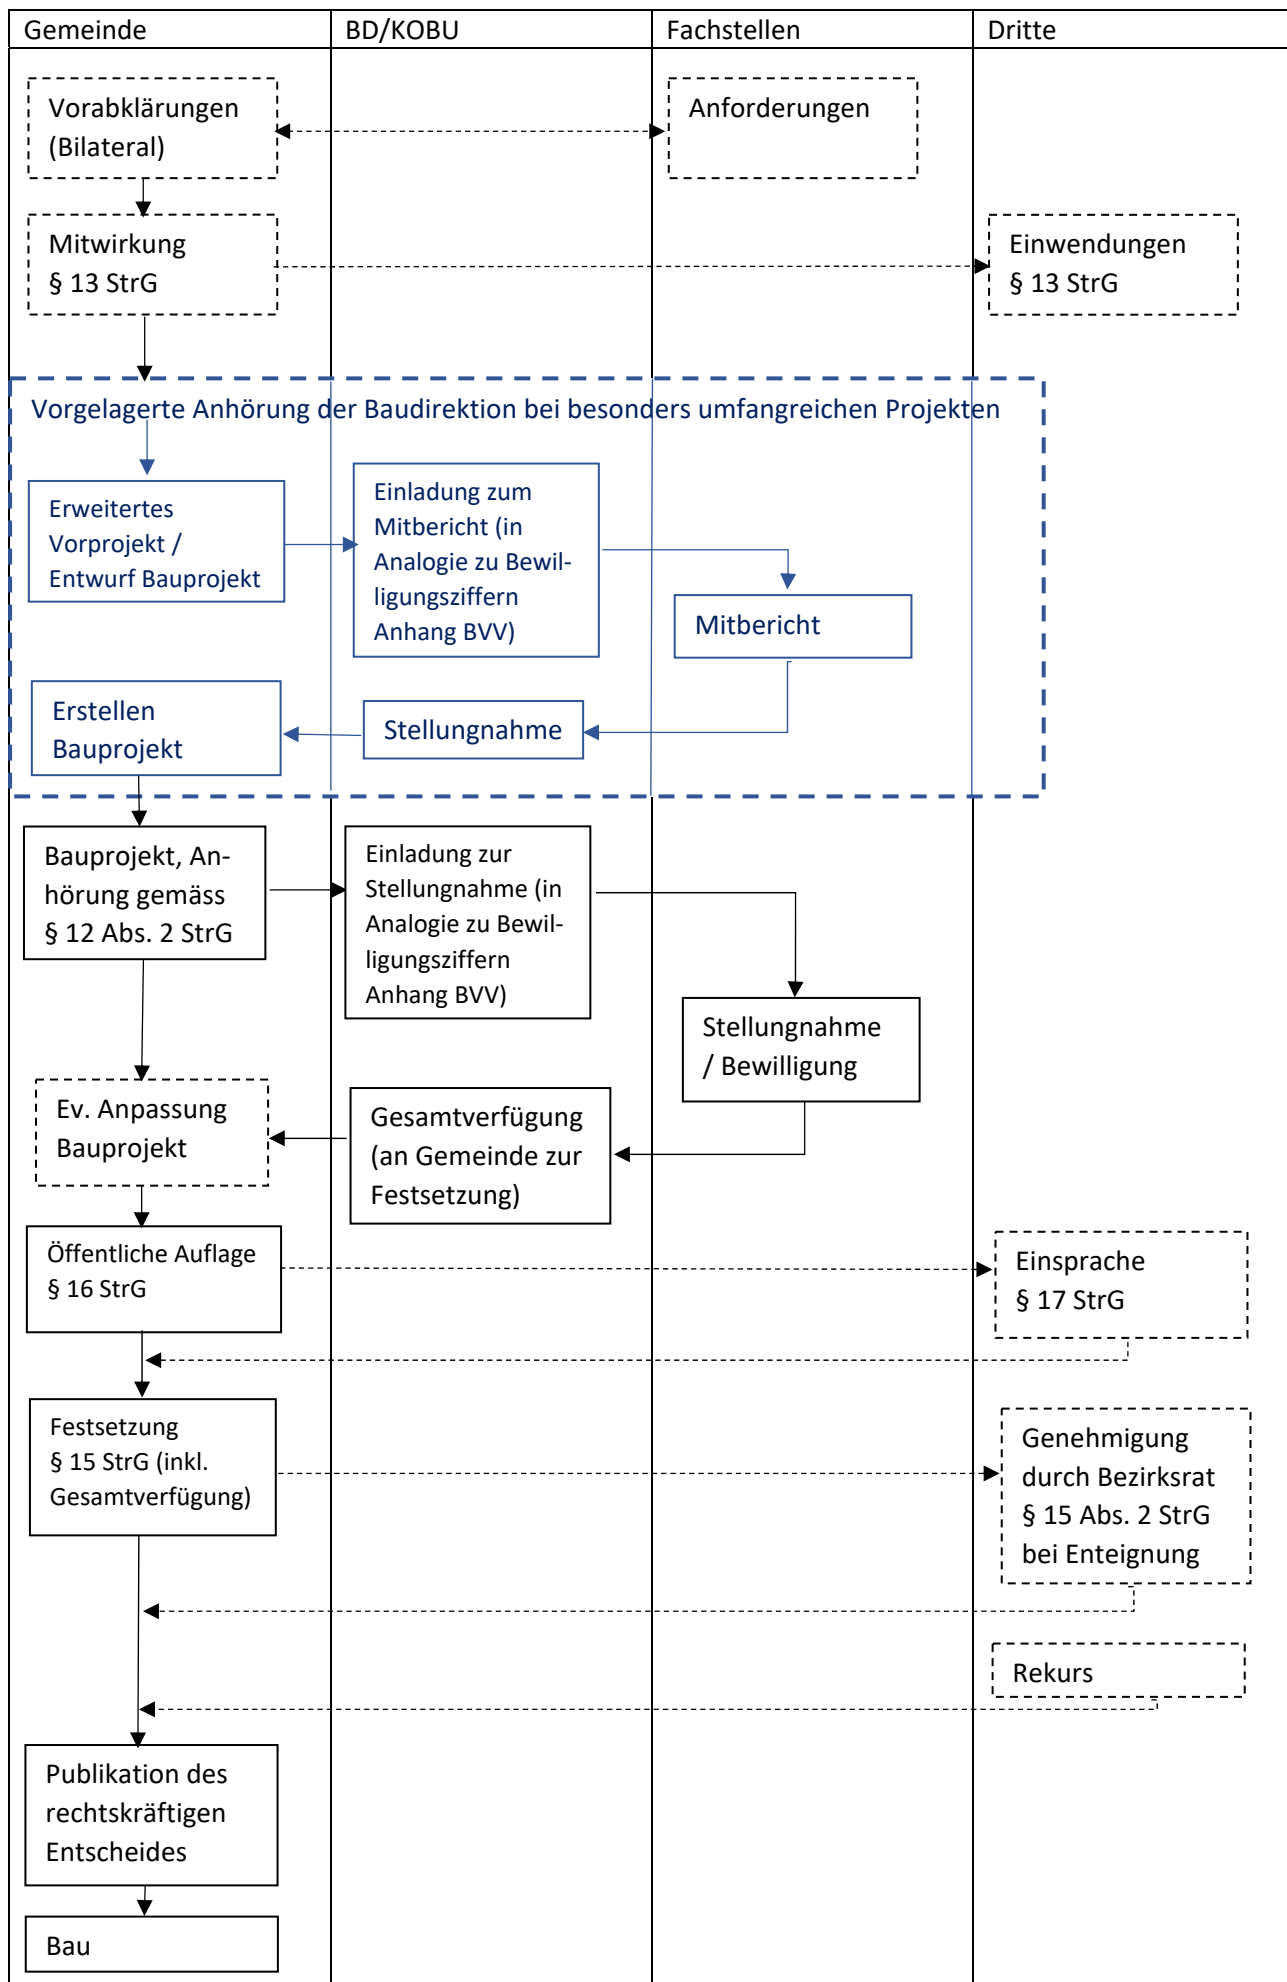 Gemeinde
BD/KOBU
Fachstellen
Dritte
Vorabklärungen
(Bilateral)
Anforderungen
Mitwirkung
§ 13 StrG
Einwendungen
§ 13 StrG
Vorgelagerte Anhörung der Baudirektion bei besonders umfangreichen Projekten
Erweitertes
Vorprojekt /
Entwurf Bauprojekt
Einladung zum
Mitbericht (in
Analogie zu Bewil-
ligungsziffern
Anhang BVV)
Mitbericht
Erstellen
Bauprojekt
Stellungnahme
Bauprojekt, An-
hörung gemäss
§ 12 Abs. 2 StrG
Einladung zur
Stellungnahme (in
Analogie zu Bewil-
ligungsziffern
Anhang BVV)
Stellungnahme
/ Bewilligung
Ev. Anpassung
Bauprojekt
Gesamtverfügung
(an Gemeinde zur
Festsetzung)
Öffentliche Auflage
§ 16 StrG
Einsprache
§ 17 StrG
Festsetzung
§ 15 StrG (inkl.
Gesamtverfügung)
Genehmigung
durch Bezirksrat
§ 15 Abs. 2 StrG
bei Enteignung
Rekurs
Publikation des
rechtskräftigen
Entscheides
Bau